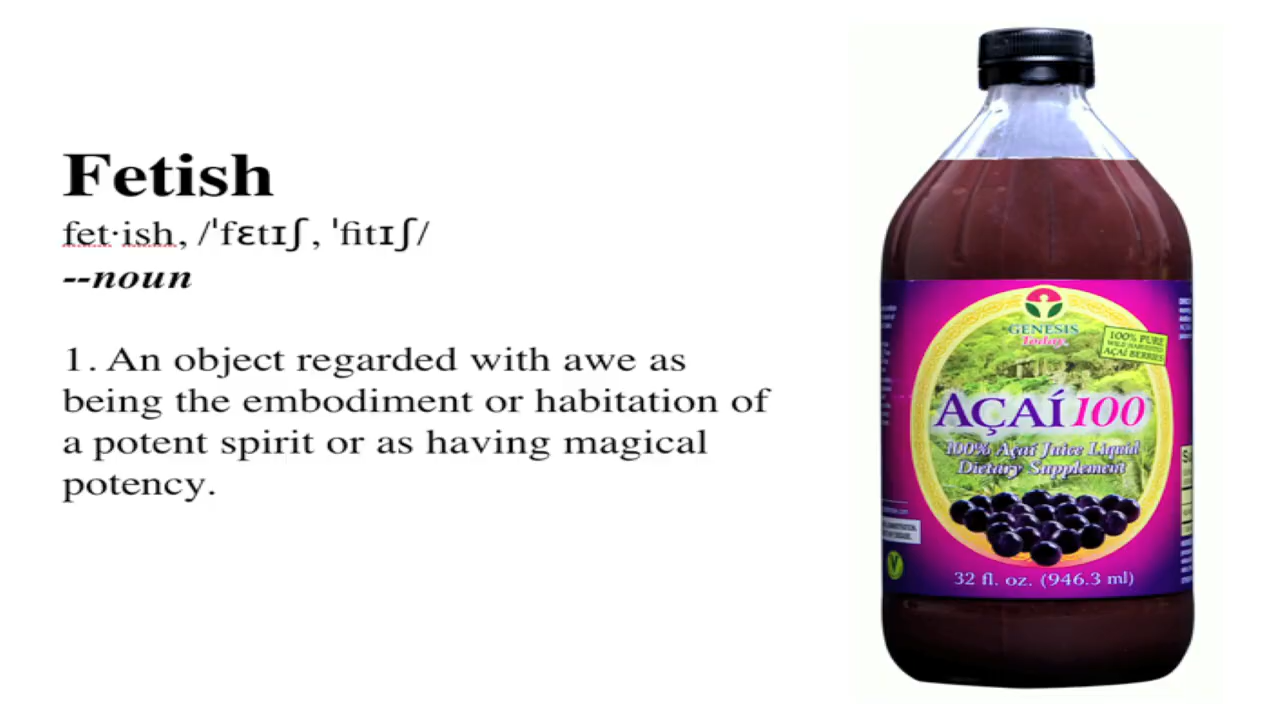 Fetish
fet·ish, /ˈfɛtɪʃ, ˈfitɪʃ/
--noun
1. An object regarded with awe as
being the embodiment or habitation of
a potent spirit or as having magical
potency.
GENESIS
Today
100% PURE
WILD HARVESTED
AÇAÍ BERRIES
AÇAÍ 100
100% Açaí Juice Liquid
Dietary Supplement
32 fl. oz. (946.3 ml)